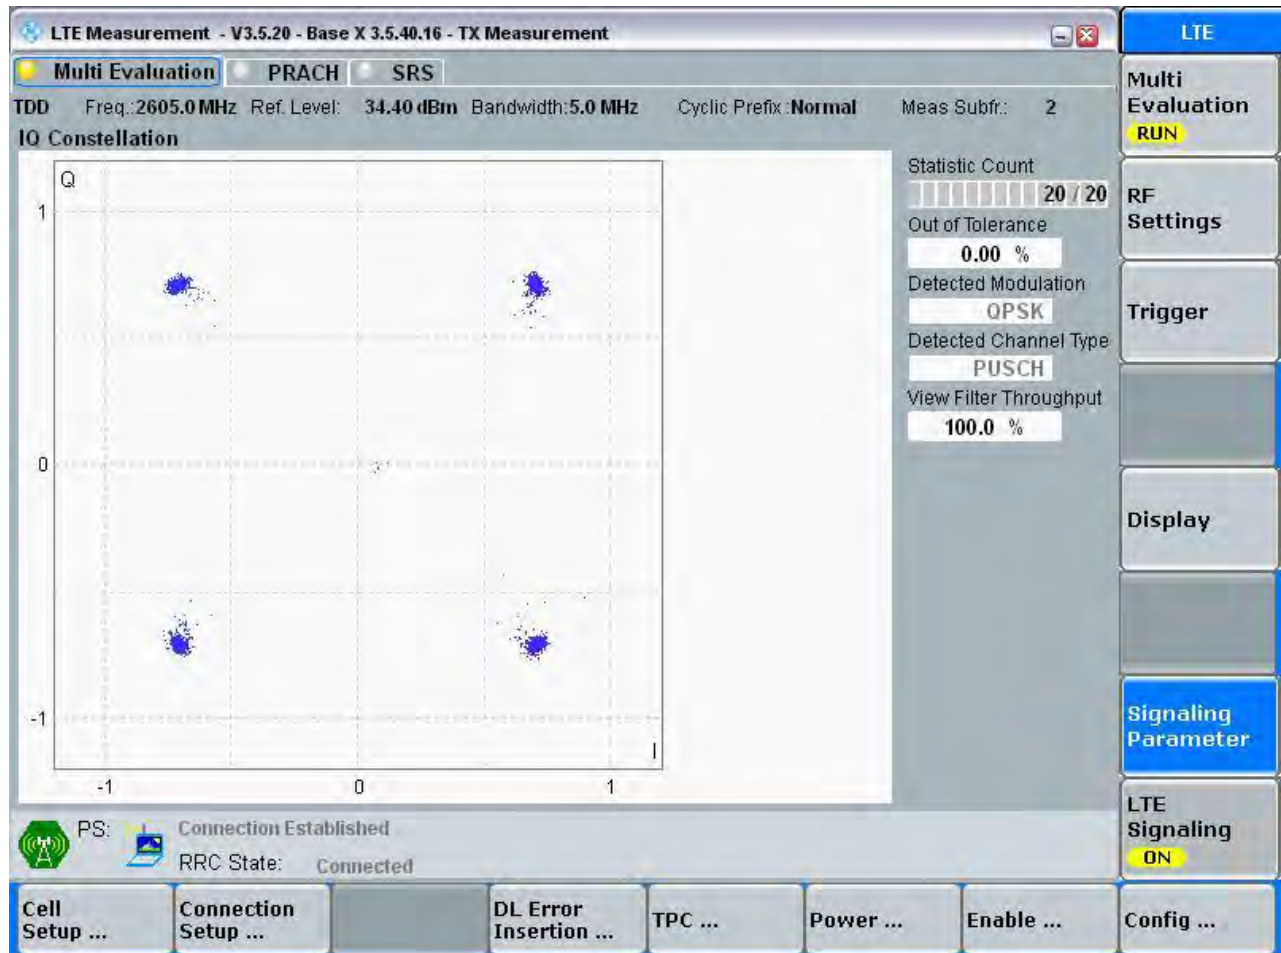 LTE Measurement - V3.5.20 - Base X 3.5.40.16 - TX Measurement
LTE
Multi Evaluation PRACH SRS
TDD Freq.:2605.0 MHz Ref. Level: 34.40 dBm Bandwidth:5.0 MHz Cyclic Prefix :Normal Meas Subfr.: 2
IQ Constellation
Q
1
0
-1
-1 0 1
I
Statistic Count
20 / 20
Out of Tolerance
0.00 %
Detected Modulation
QPSK
Detected Channel Type
PUSCH
View Filter Throughput
100.0 %
Multi
Evaluation
RUN
RF
Settings
Trigger
Display
Signaling
Parameter
LTE
Signaling
ON
PS: Connection Established
RRC State: Connected
Cell
Setup ...
Connection
Setup ...
DL Error
Insertion ...
TPC ...
Power ...
Enable ...
Config ...